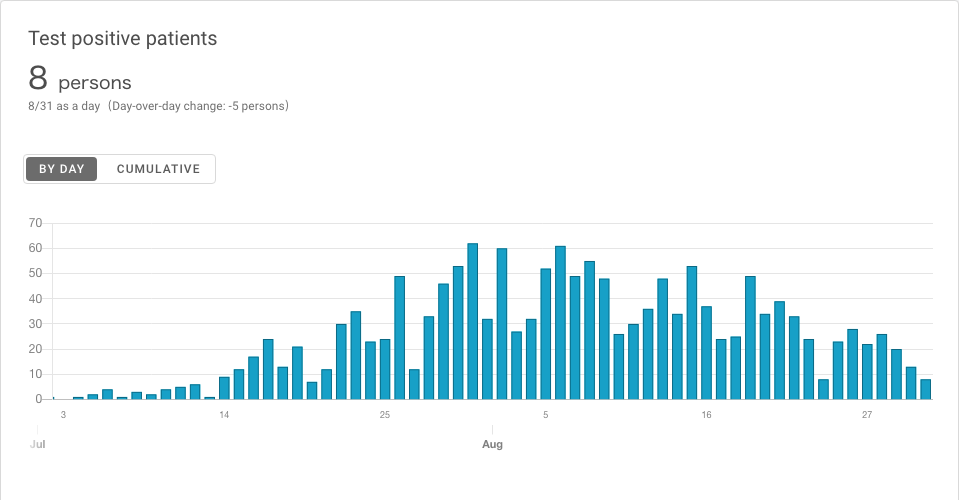 Test positive patients
8 persons
8/31 as a day (Day-over-day change: -5 persons)
BY DAY CUMULATIVE
70
60
50
40
30
20
10
0
3 14 25 5 16 27
Jul Aug